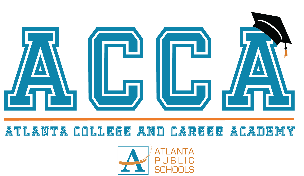 ACCA
ATLANTA COLLEGE AND CAREER ACADEMY
ATLANTA
PUBLIC
SCHOOLS